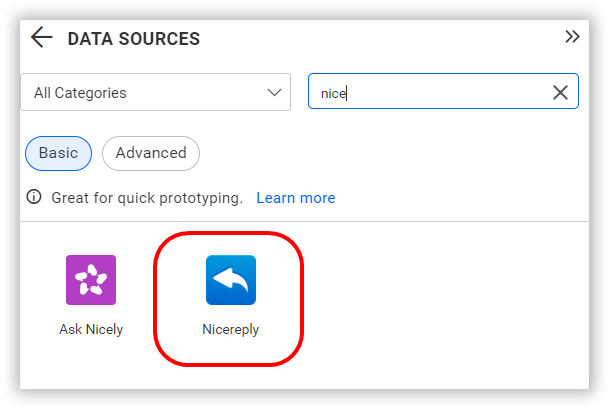 DATA SOURCES
All Categories
nice
Basic
Advanced
Great for quick prototyping. Learn more
Ask Nicely
Nicereply